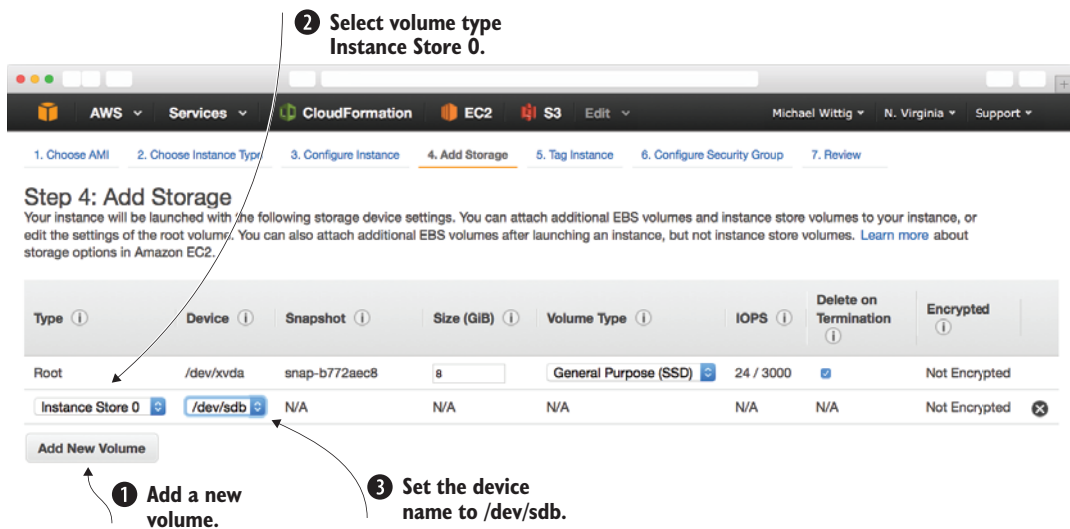 2 Select volume type
Instance Store 0.
AWS Services CloudFormation EC2 S3 Edit Michael Wittig N. Virginia Support
1. Choose AMI 2. Choose Instance Type 3. Configure Instance 4. Add Storage 5. Tag Instance 6. Configure Security Group 7. Review
Step 4: Add Storage
Your instance will be launched with the following storage device settings. You can attach additional EBS volumes and instance store volumes to your instance, or
edit the settings of the root volume. You can also attach additional EBS volumes after launching an instance, but not instance store volumes. Learn more about
storage options in Amazon EC2.
Type Device Snapshot Size (GiB) Volume Type IOPS Delete on
Termination Encrypted
Root /dev/xvda snap-b772aec8 8 General Purpose (SSD) 24 / 3000 Not Encrypted
Instance Store 0 /dev/sdb N/A N/A N/A N/A N/A Not Encrypted
Add New Volume
1 Add a new
volume.
3 Set the device
name to /dev/sdb.